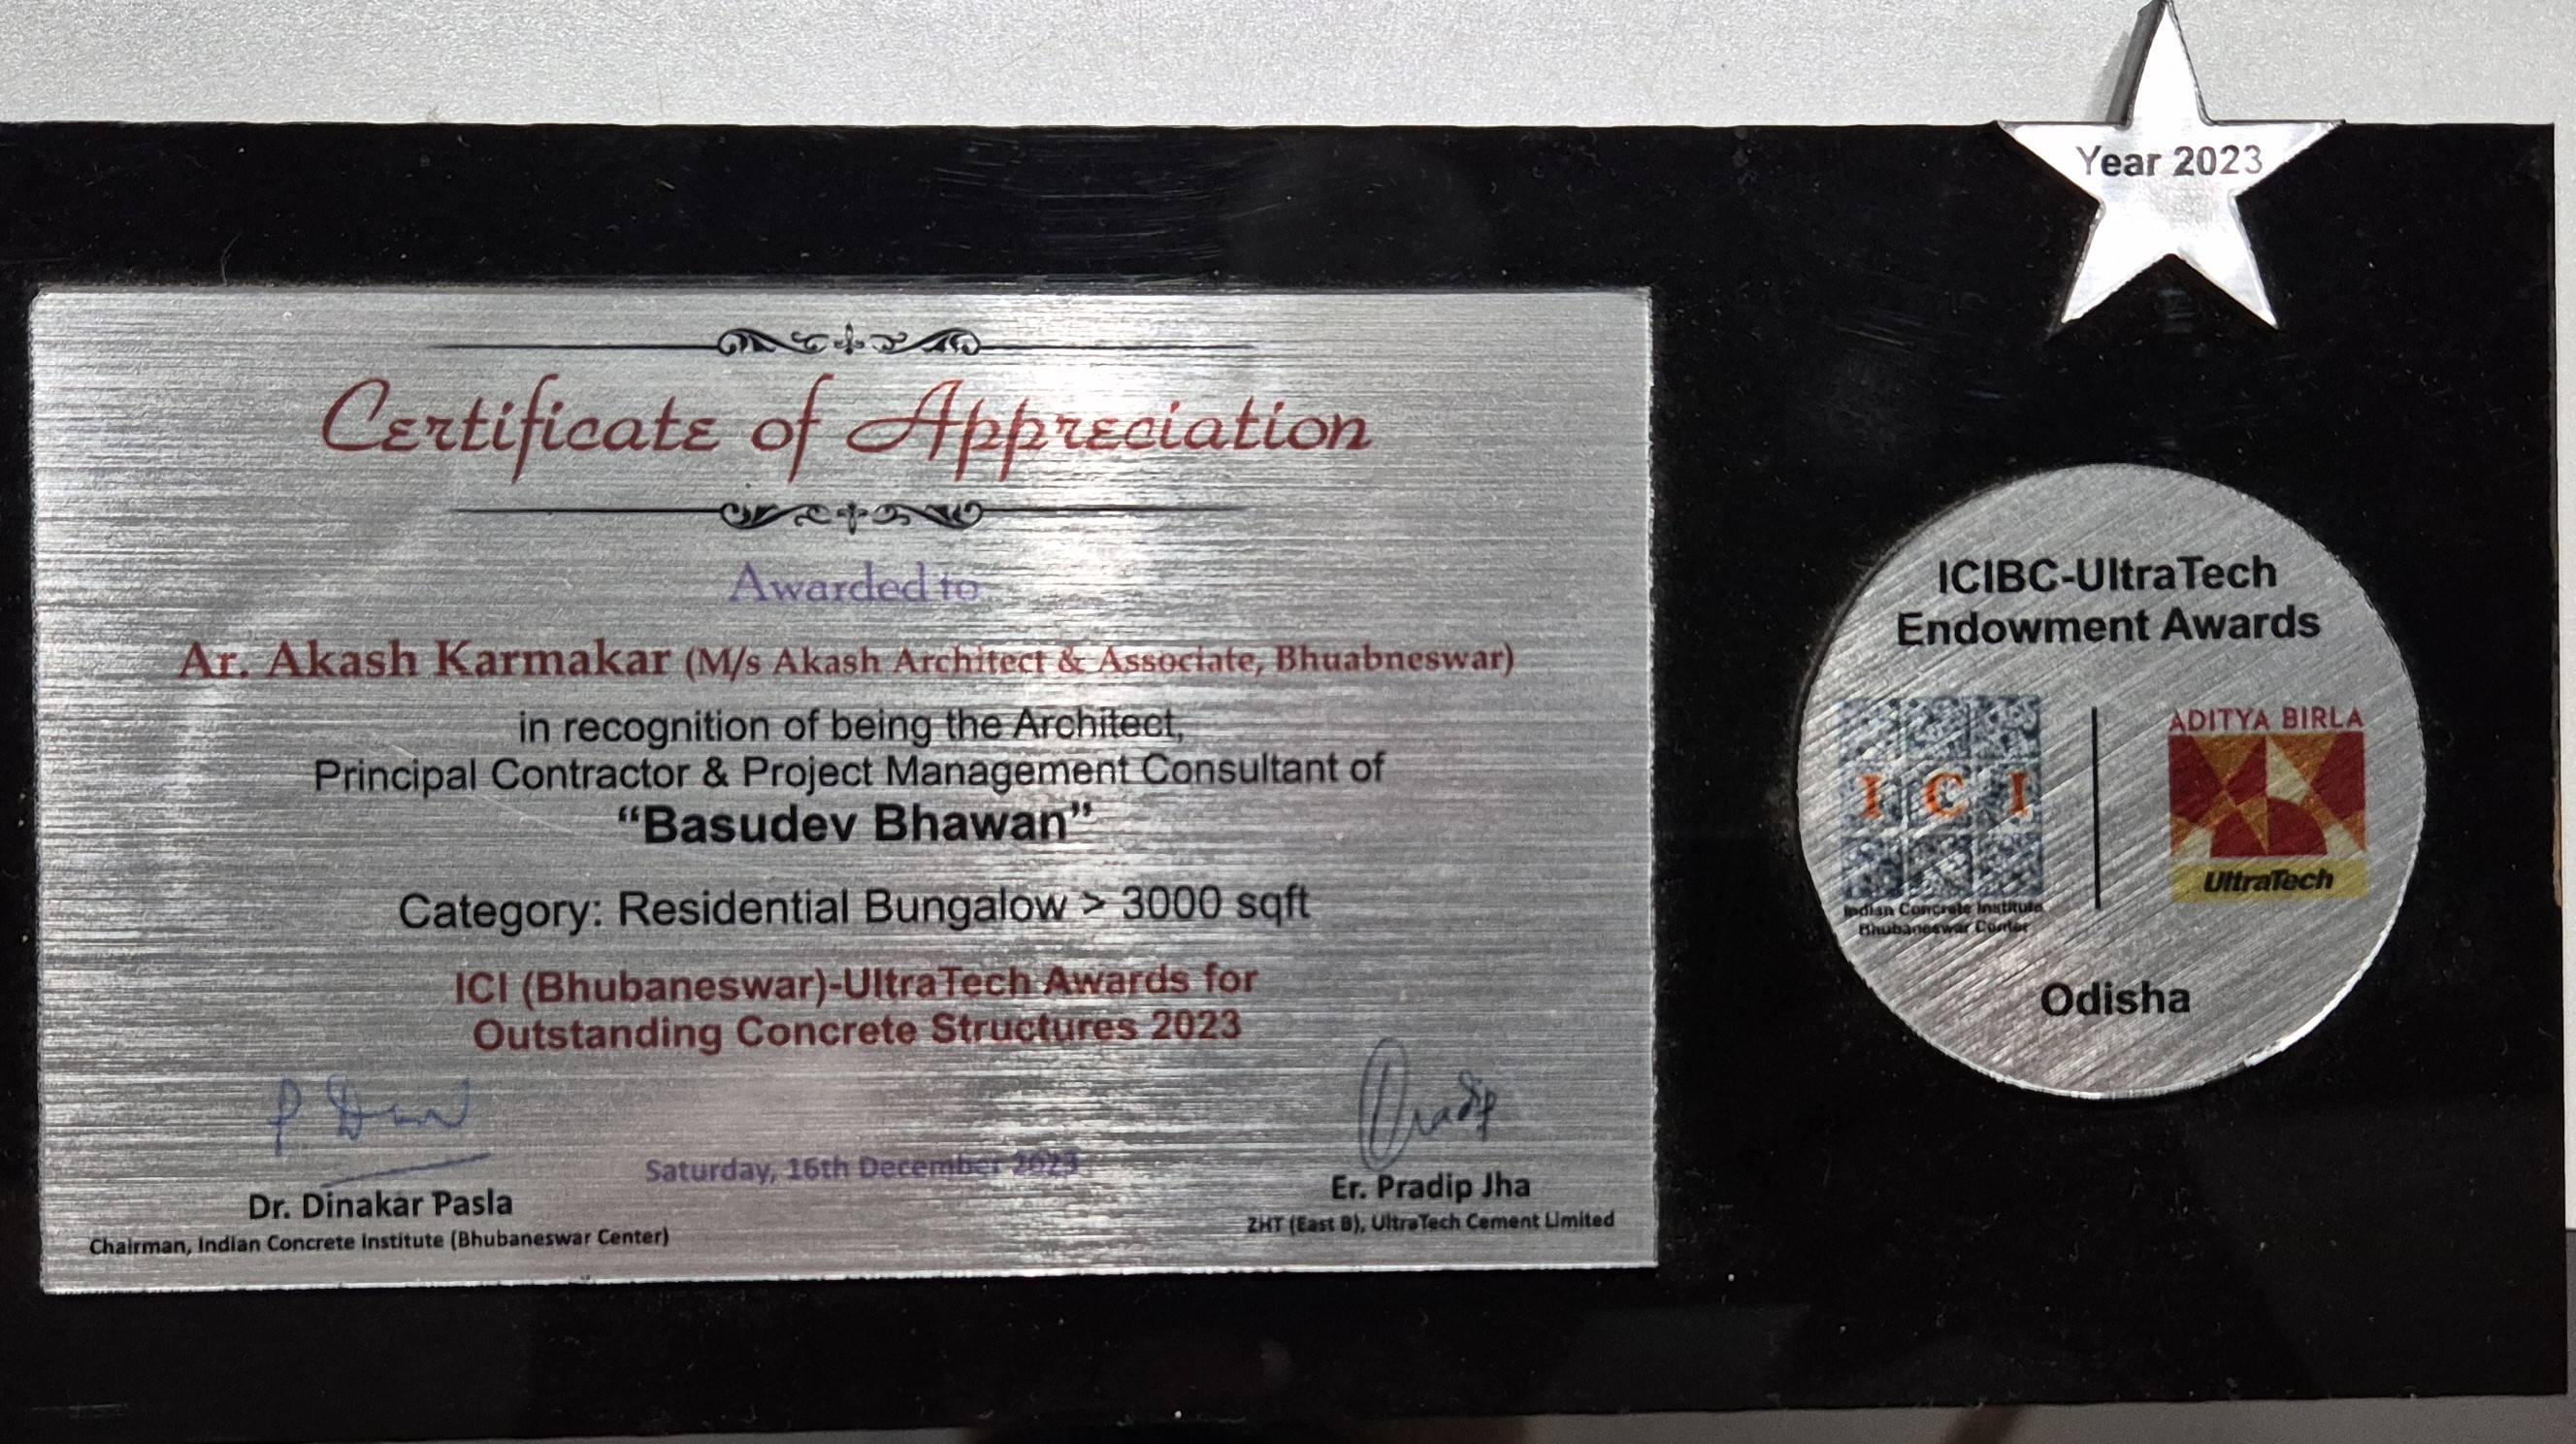 Year 2023
Certificate of Appreciation
Awarded to
Ar. Akash Karmakar (M/s Akash Architect & Associate, Bhuabneswar)
in recognition of being the Architect,
Principal Contractor & Project Management Consultant of
“Basudev Bhawan”
Category: Residential Bungalow > 3000 sqft
ICI (Bhubaneswar)-UltraTech Awards for
Outstanding Concrete Structures 2023
Pradip
Saturday, 16th December 2023
Dr. Dinakar Pasla
Chairman, Indian Concrete Institute (Bhubaneswar Center)
Er. Pradip Jha
ZHT (East B), UltraTech Cement Limited
ICIBC-UltraTech
Endowment Awards
ICI
Indian Concrete Institute
Bhubaneswar Center
ADITYA BIRLA
UltraTech
Odisha